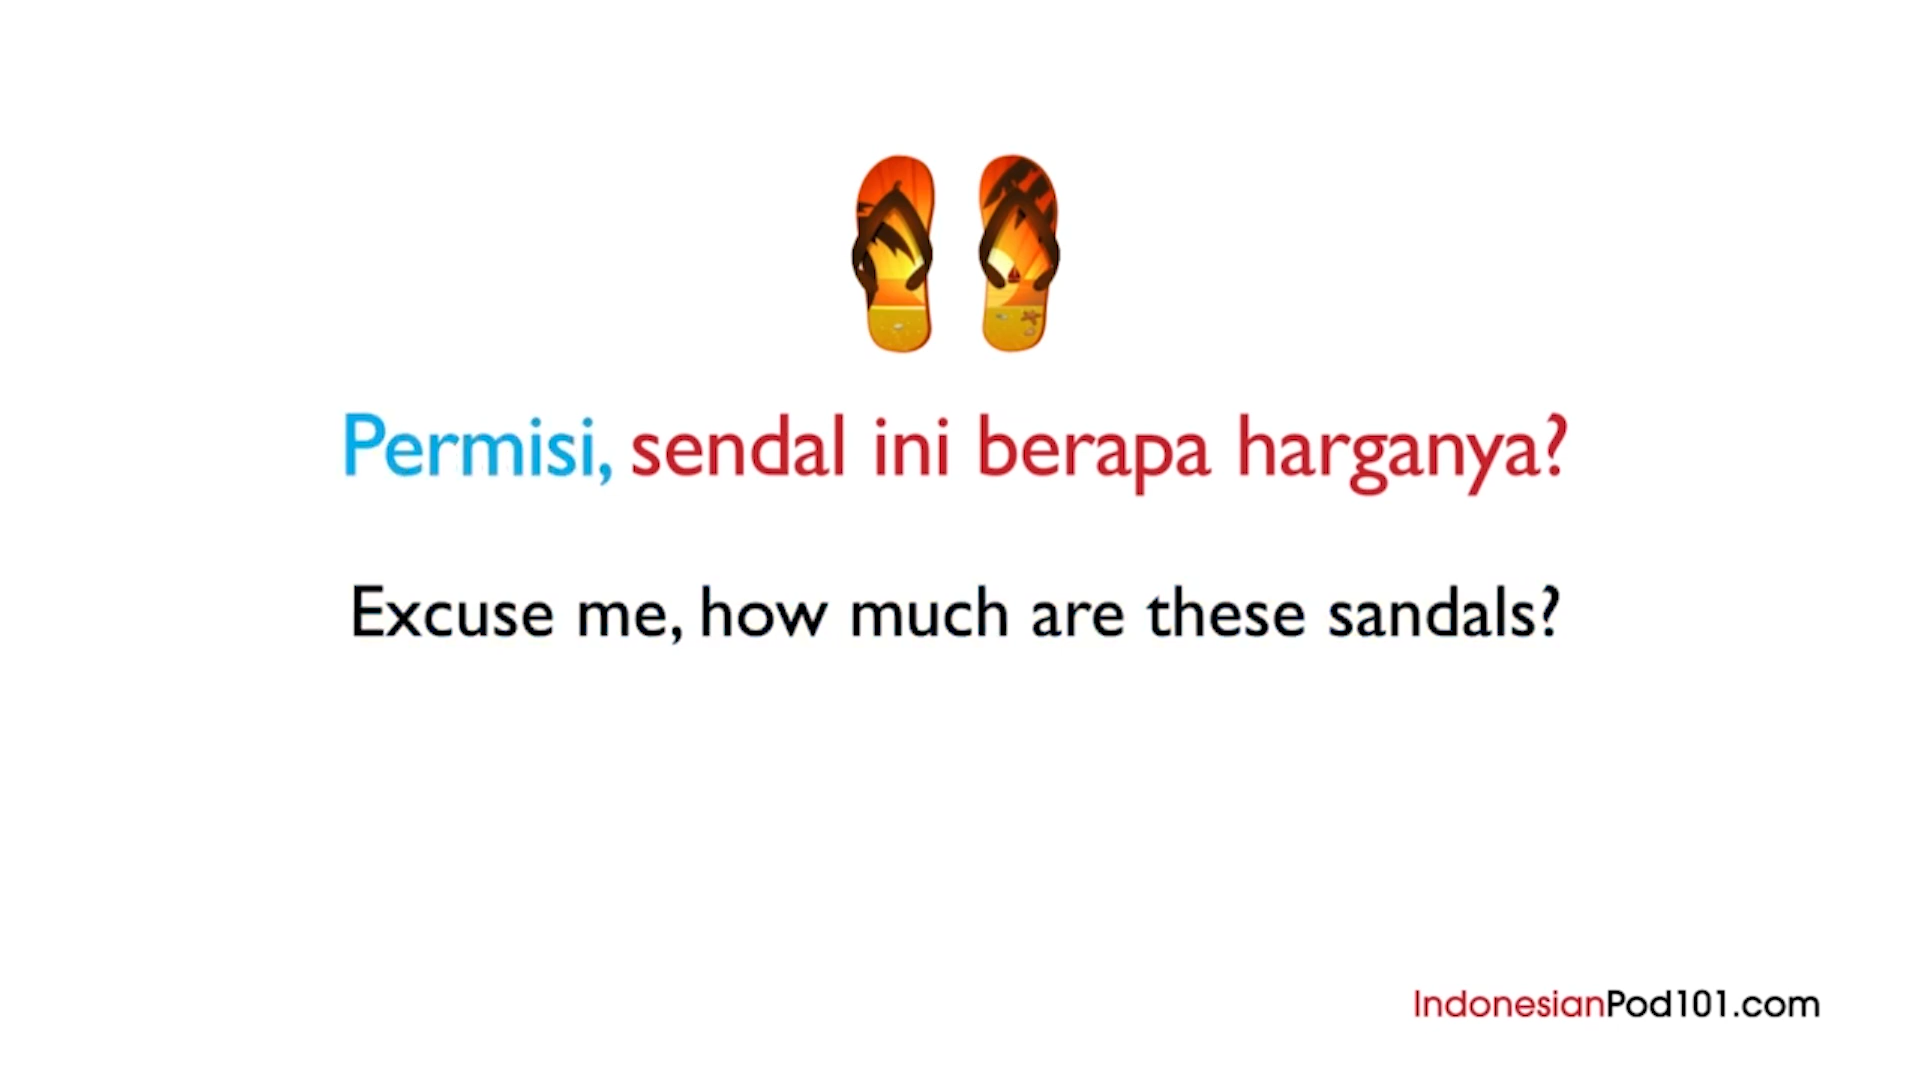 Permisi, sendal ini berapa harganya?
Excuse me, how much are these sandals?
IndonesianPod101.com